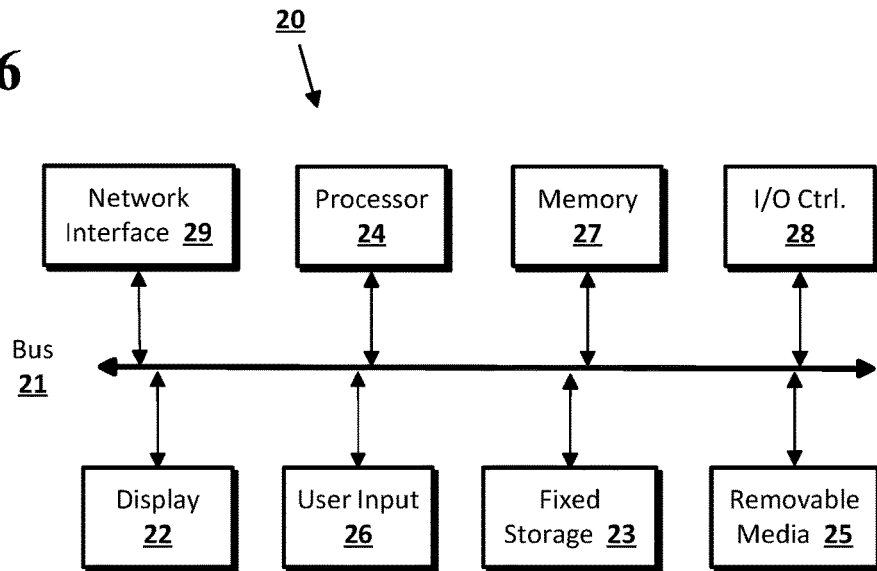 20
6
Network
Interface 29
Processor
24
Memory
27
I/O Ctrl.
28
Bus
21
Display
22
User Input
26
Fixed
Storage 23
Removable
Media 25